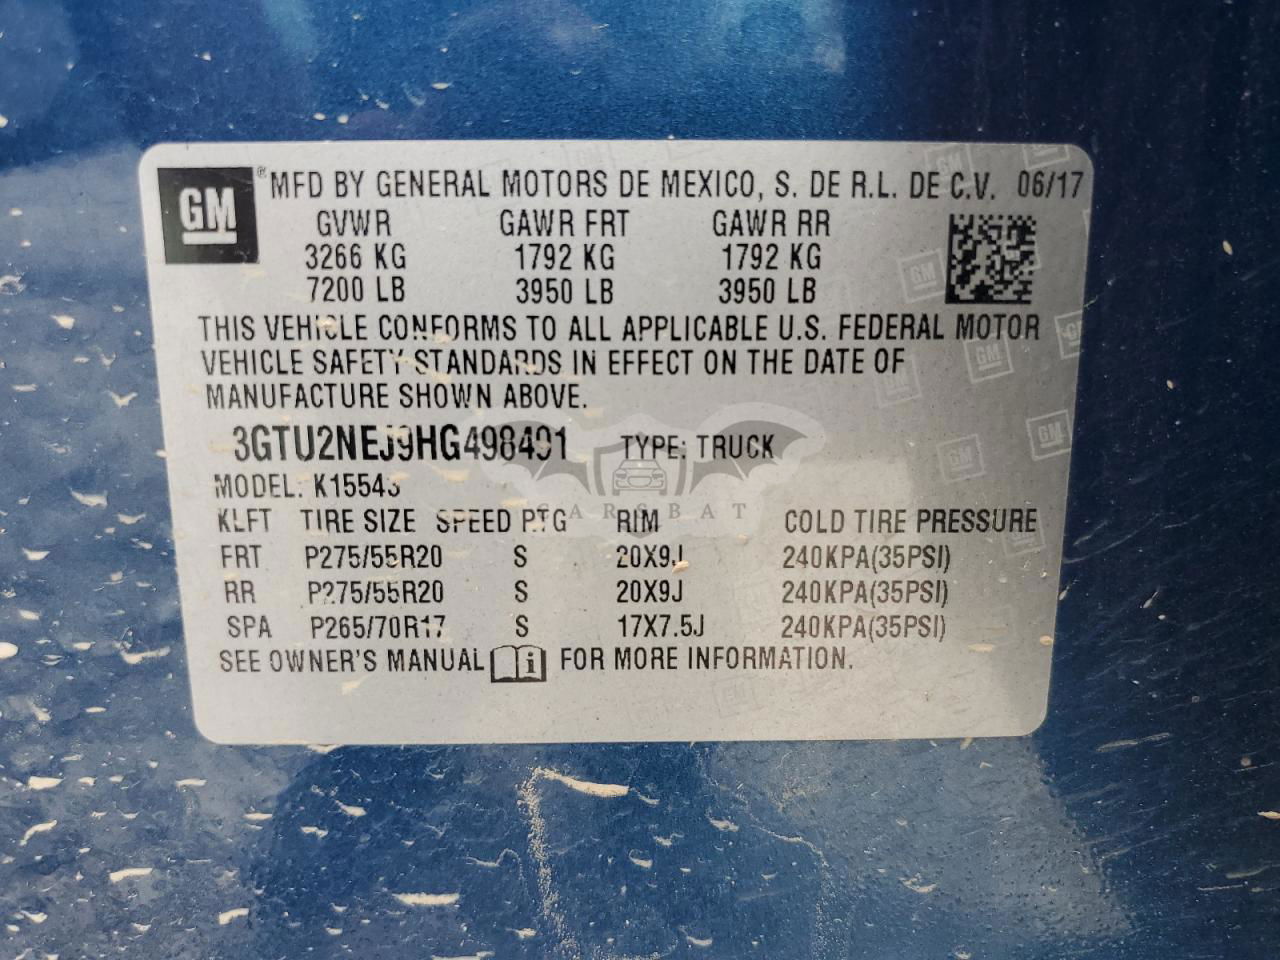 GM ® MFD BY GENERAL MOTORS DE MEXICO, S. DE R.L. DE C.V. 06/17
GVWR GAWR FRT GAWR RR
3266 KG 1792 KG 1792 KG
7200 LB 3950 LB 3950 LB
THIS VEHICLE CONFORMS TO ALL APPLICABLE U.S. FEDERAL MOTOR
VEHICLE SAFETY STANDARDS IN EFFECT ON THE DATE OF
MANUFACTURE SHOWN ABOVE.
3GTU2NEJ9HG498491 TYPE: TRUCK
MODEL: K15543
CARSBAT
KLFT TIRE SIZE SPEED RTG RIM COLD TIRE PRESSURE
FRT P275/55R20 S 20X9J 240KPA(35PSI)
RR P275/55R20 S 20X9J 240KPA(35PSI)
SPA P265/70R17 S 17X7.5J 240KPA(35PSI)
SEE OWNER'S MANUAL i FOR MORE INFORMATION.